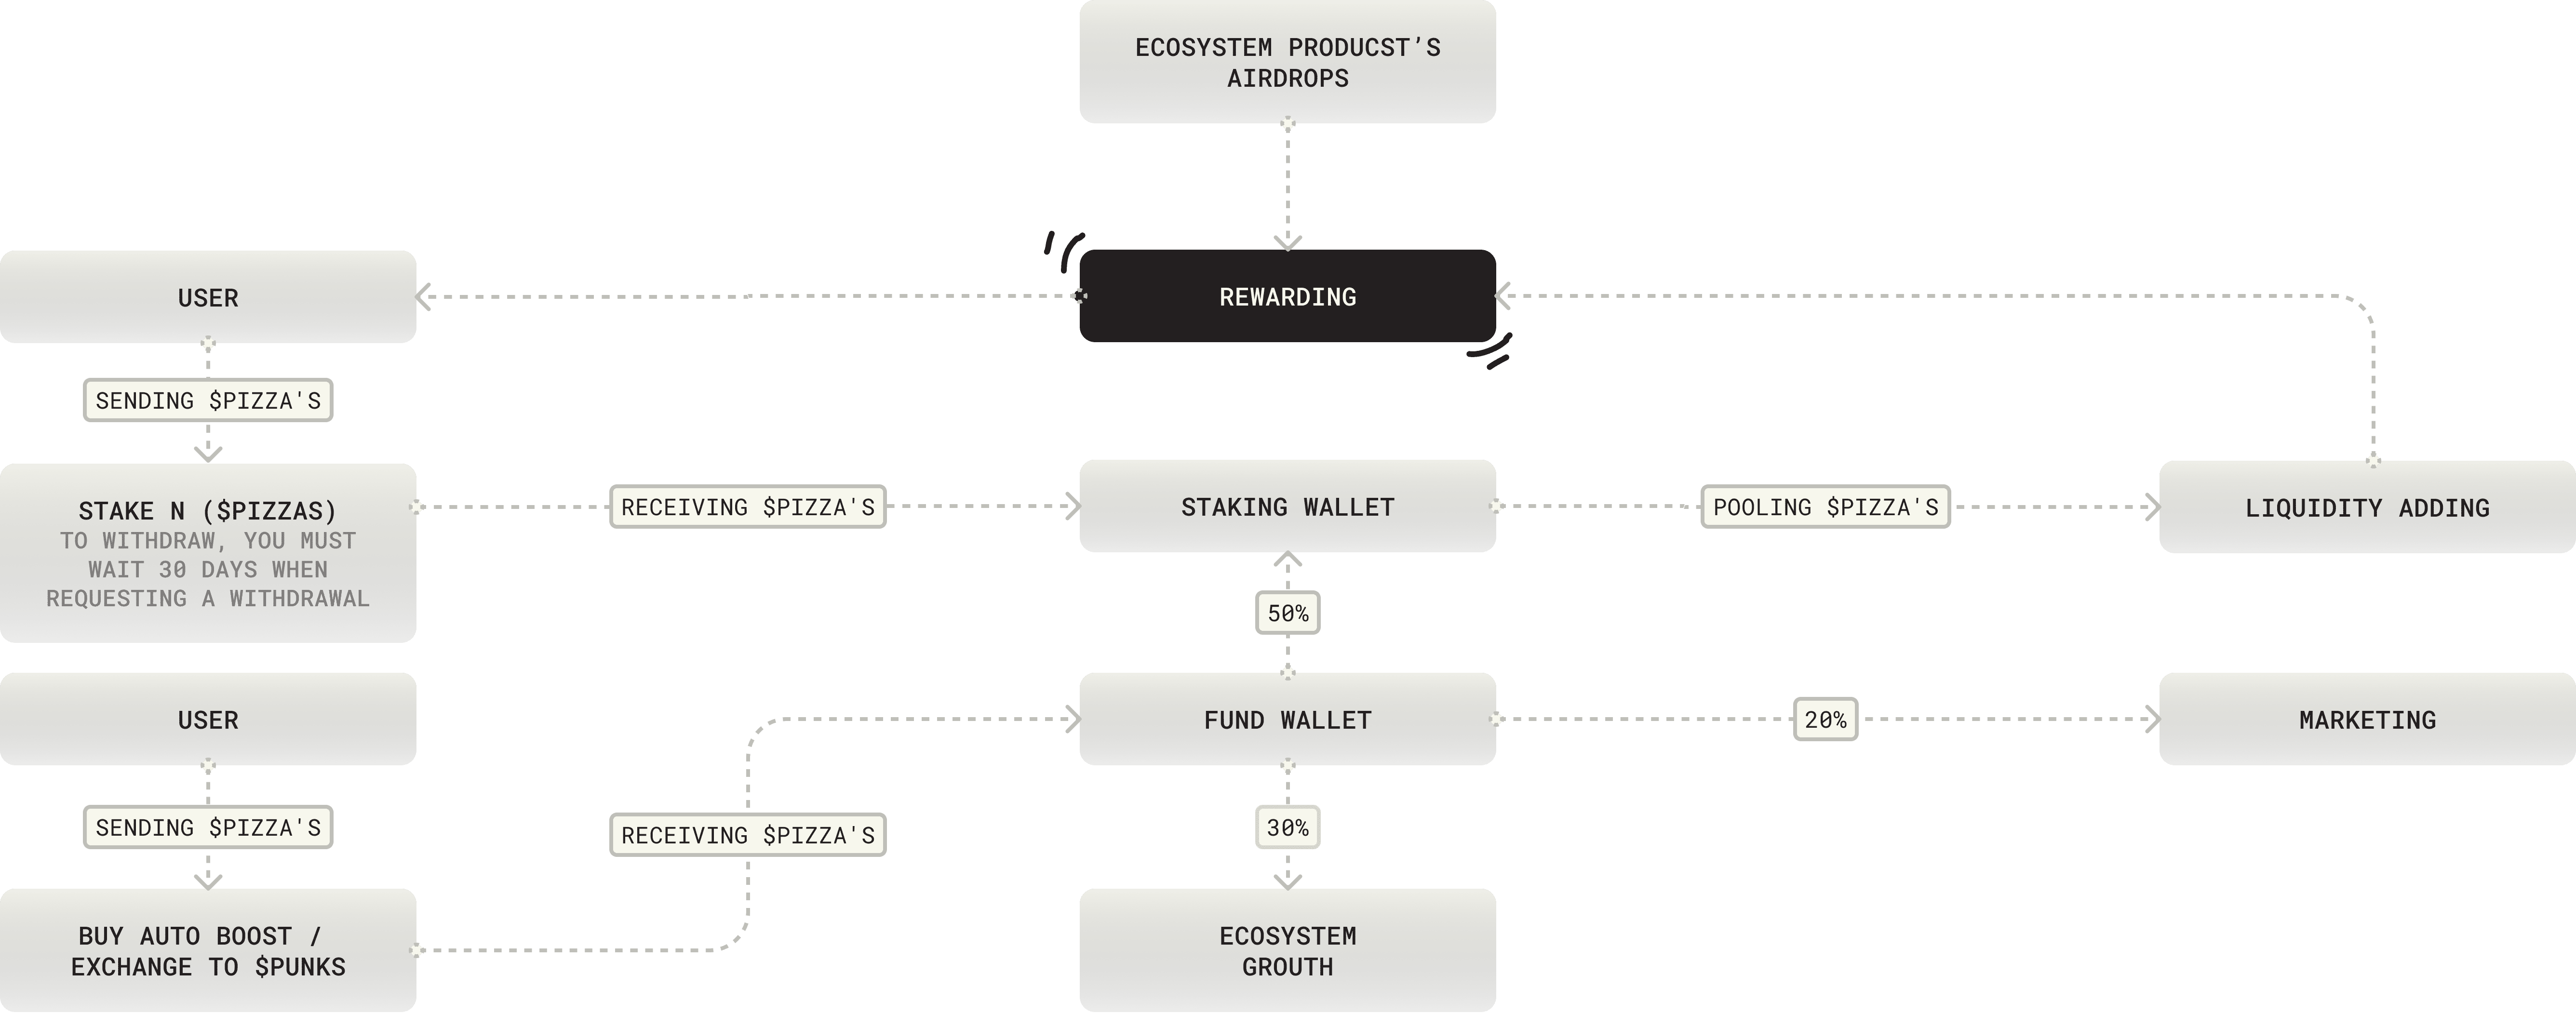 ECOSYSTEM PRODUCST’S
AIRDROPS
USER
REWARDING
SENDING $PIZZA'S
STAKE N ($PIZZAS)
TO WITHDRAW, YOU MUST
WAIT 30 DAYS WHEN
REQUESTING A WITHDRAWAL
RECEIVING $PIZZA'S
STAKING WALLET
POOLING $PIZZA'S
LIQUIDITY ADDING
50%
USER
FUND WALLET
20%
MARKETING
SENDING $PIZZA'S
RECEIVING $PIZZA'S
30%
BUY AUTO BOOST /
EXCHANGE TO $PUNKS
ECOSYSTEM
GROUTH